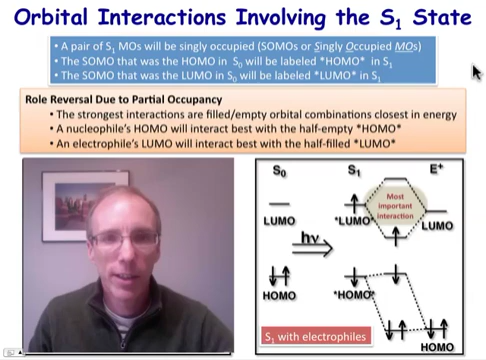 Orbital Interactions Involving the S₁ State
• A pair of S₁ MOs will be singly occupied (SOMOs or Singly Occupied MOs)
• The SOMO that was the HOMO in S₀ will be labeled *HOMO* in S₁
• The SOMO that was the LUMO in S₀ will be labeled *LUMO* in S₁
Role Reversal Due to Partial Occupancy
• The strongest interactions are filled/empty orbital combinations closest in energy
• A nucleophile's HOMO will interact best with the half-empty *HOMO*
• An electrophile's LUMO will interact best with the half-filled *LUMO*
S₀ S₁ E⁺
Most
important
interaction
LUMO *LUMO* LUMO
hν
HOMO *HOMO*
S₁ with electrophiles
HOMO